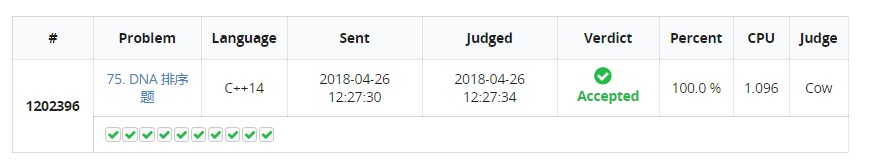 # Problem Language Sent Judged Verdict Percent CPU Judge
1202396 75. DNA 排序题 C++14 2018-04-26 12:27:30 2018-04-26 12:27:34 Accepted 100.0 % 1.096 Cow